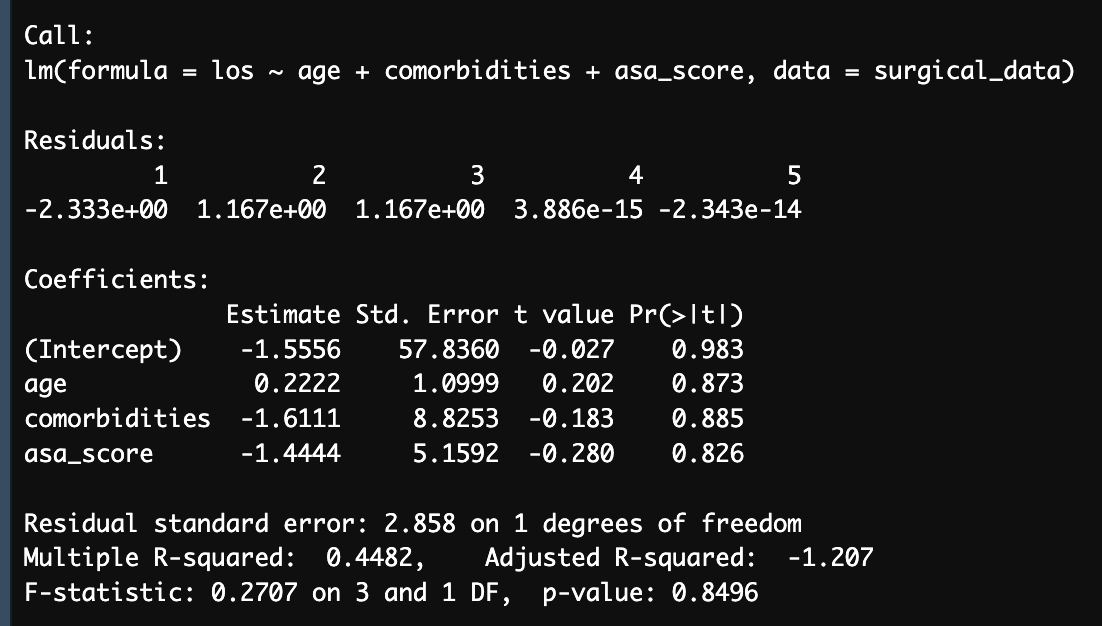 Call:
lm(formula = los ~ age + comorbidities + asa_score, data = surgical_data)
Residuals:
1 2 3 4 5
-2.333e+00 1.167e+00 1.167e+00 3.886e-15 -2.343e-14
Coefficients:
Estimate Std. Error t value Pr(>|t|)
(Intercept) -1.5556 57.8360 -0.027 0.983
age 0.2222 1.0999 0.202 0.873
comorbidities -1.6111 8.8253 -0.183 0.885
asa_score -1.4444 5.1592 -0.280 0.826
Residual standard error: 2.858 on 1 degrees of freedom
Multiple R-squared: 0.4482, Adjusted R-squared: -1.207
F-statistic: 0.2707 on 3 and 1 DF, p-value: 0.8496